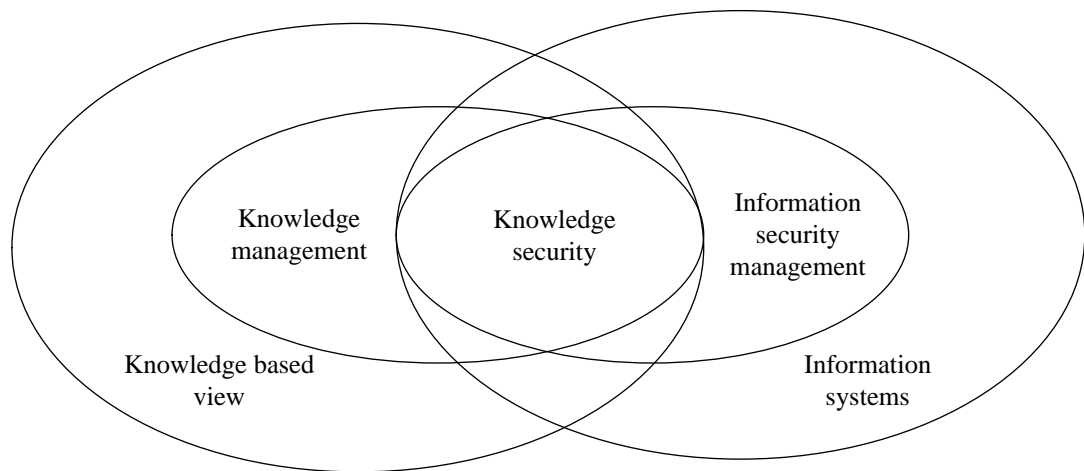 Knowledge
management
Knowledge
security
Information
security
management
Knowledge based
view
Information
systems